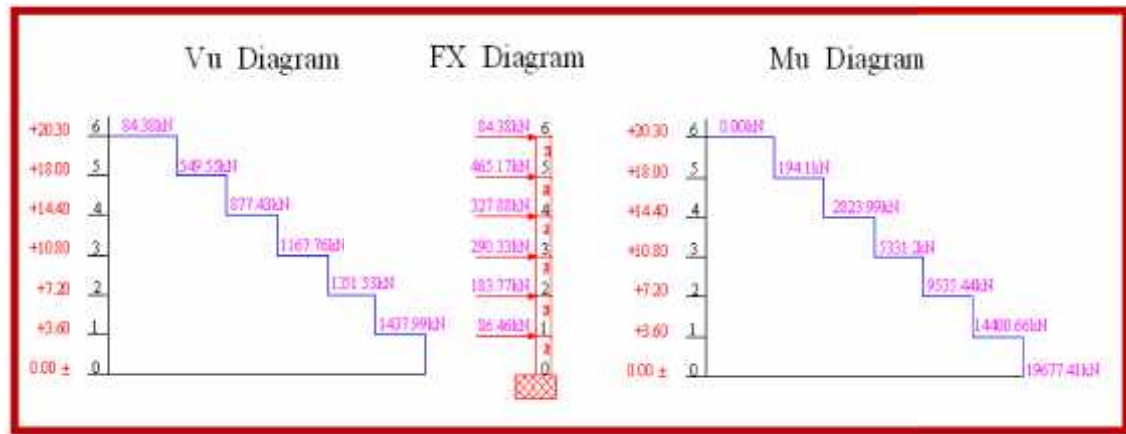 Vu Diagram
FX Diagram
Mu Diagram
+20.30 6 84.38kN
+18.00 5 549.55kN
+14.40 4 877.43kN
+10.80 3 1167.76kN
+7.20 2 1351.53kN
+3.60 1 1437.99kN
0.00 ± 0
84.38kN 6
465.17kN 5
327.88kN 4
290.33kN 3
183.77kN 2
86.46kN 1
0
+20.30 6 0.00kN
+18.00 5 194.1kN
+14.40 4 2823.99kN
+10.80 3 5331.2kN
+7.20 2 9535.44kN
+3.60 1 14400.66kN
0.00 ± 0 19677.41kN